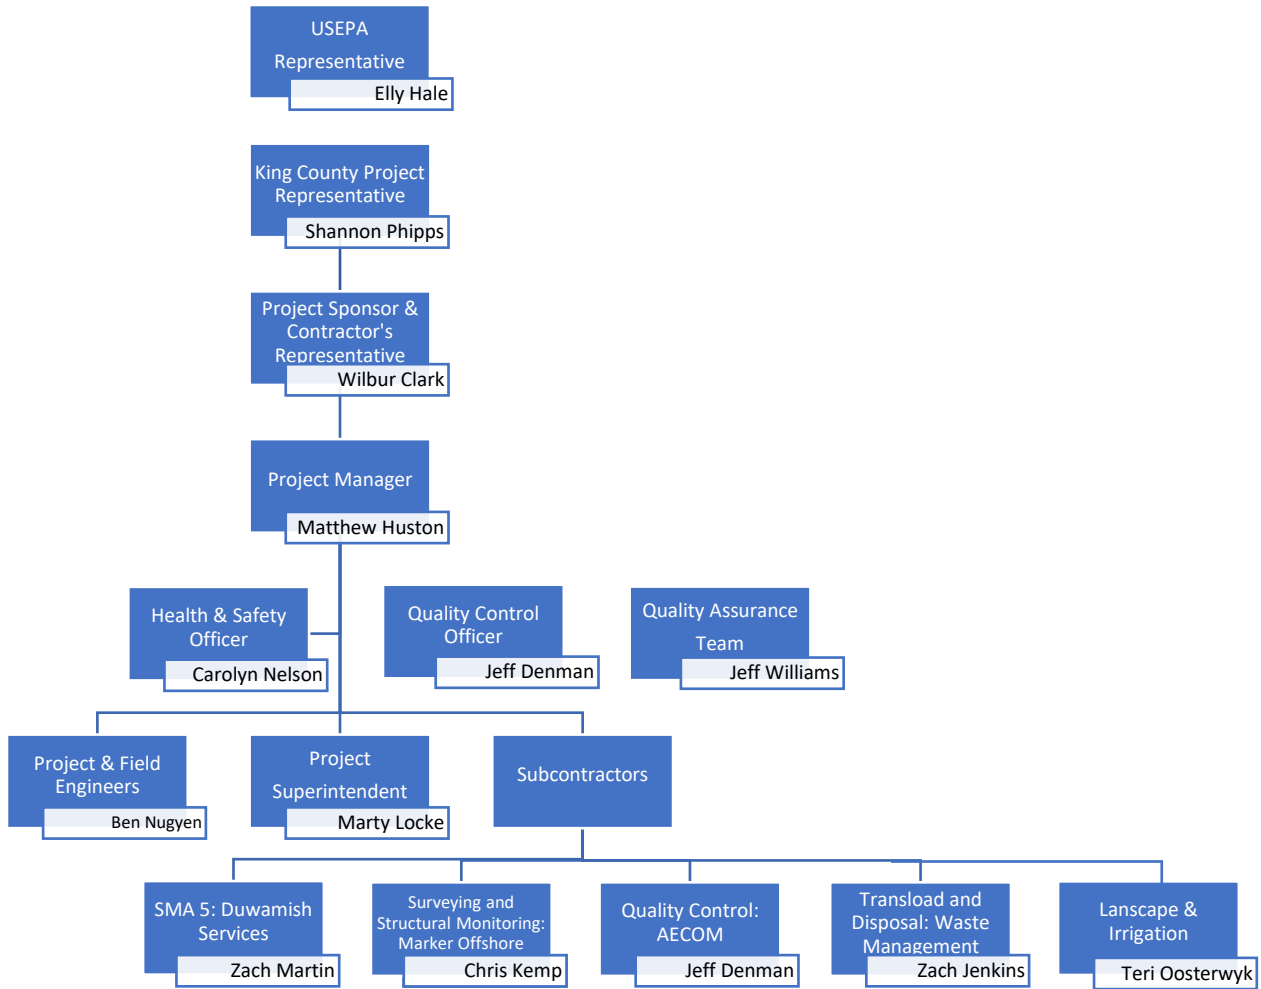 USEPA
Representative
Elly Hale
King County Project
Representative
Shannon Phipps
Project Sponsor &
Contractor's
Representative
Wilbur Clark
Project Manager
Matthew Huston
Health & Safety
Officer
Carolyn Nelson
Quality Control
Officer
Jeff Denman
Quality Assurance
Team
Jeff Williams
Project & Field
Engineers
Ben Nugyen
Project
Superintendent
Marty Locke
Subcontractors
SMA 5: Duwamish
Services
Zach Martin
Surveying and
Structural Monitoring:
Marker Offshore
Chris Kemp
Quality Control:
AECOM
Jeff Denman
Transload and
Disposal: Waste
Management
Zach Jenkins
Lanscape &
Irrigation
Teri Oosterwyk